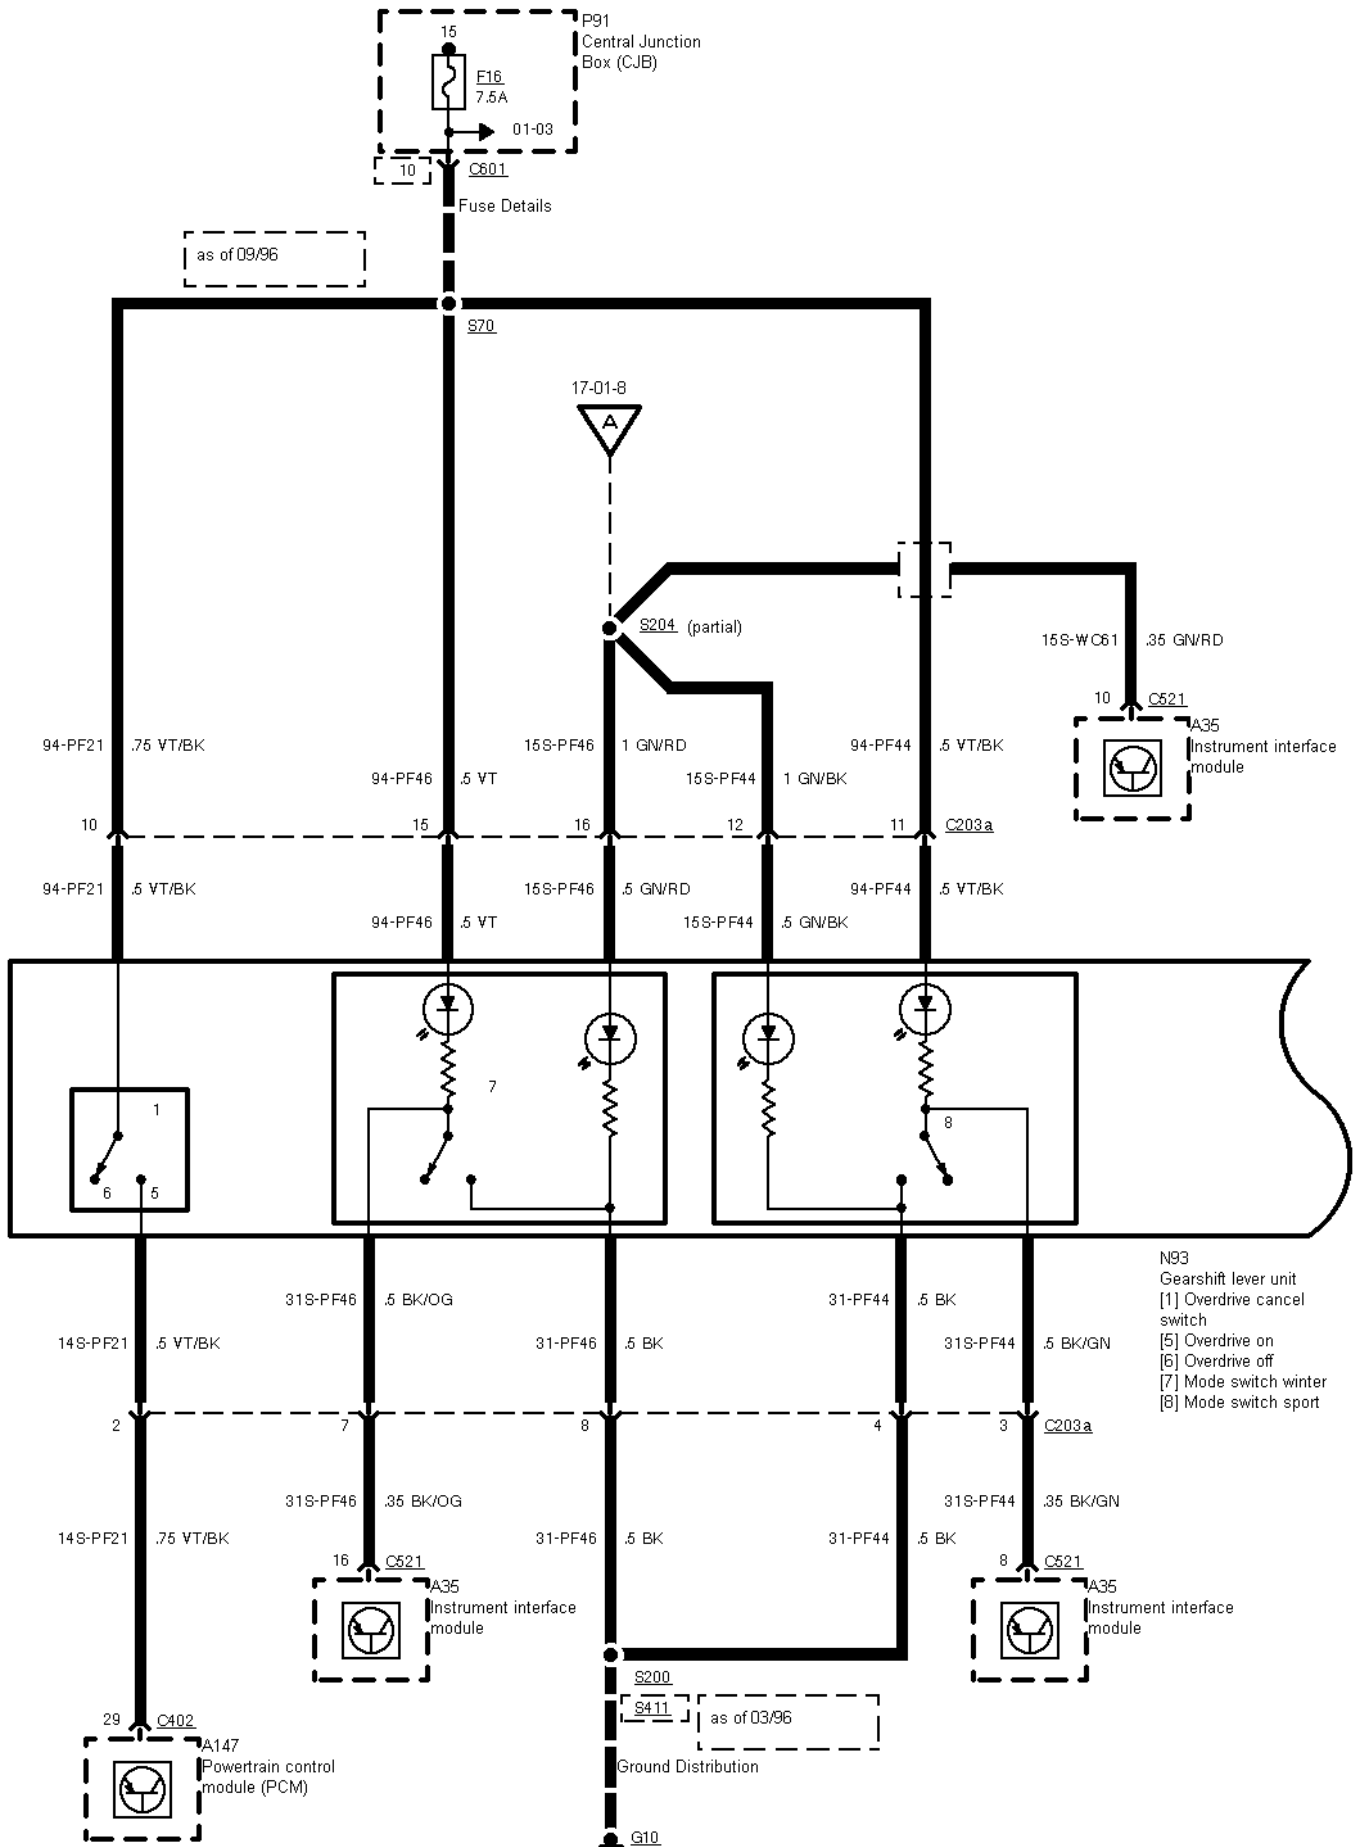 P91
15
Central Junction
Box (CJB)
F16
7.5A
01-03
10
C601
Fuse Details
as of 09/96
S70
17-01-8
A
S204 (partial)
15S-WC61 .35 GN/RD
10 C521
A35
Instrument interface
module
94-PF21 .75 VT/BK
15S-PF46 1 GN/RD
94-PF44 .5 VT/BK
94-PF46 .5 VT
15S-PF44 1 GN/BK
10 15 16 12 11 C203a
94-PF21 .5 VT/BK
15S-PF46 .5 GN/RD
94-PF44 .5 VT/BK
94-PF46 .5 VT
15S-PF44 .5 GN/BK
7
1
8
6 5
N93
Gearshift lever unit
[1] Overdrive cancel
switch
[5] Overdrive on
[6] Overdrive off
[7] Mode switch winter
[8] Mode switch sport
31S-PF46 .5 BK/OG
31-PF44 .5 BK
14S-PF21 .5 VT/BK
31-PF46 .5 BK
31S-PF44 .5 BK/GN
2 7 8 4 3 C203a
31S-PF46 .35 BK/OG
31S-PF44 .35 BK/GN
14S-PF21 .75 VT/BK
31-PF46 .5 BK
31-PF44 .5 BK
16 C521
A35
Instrument interface
module
8 C521
A35
Instrument interface
module
S200
S411
as of 03/96
29 C402
A147
Powertrain control
module (PCM)
Ground Distribution
G10